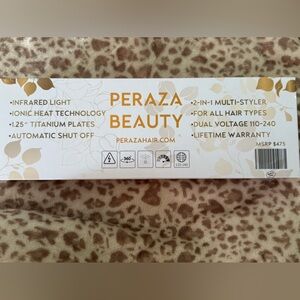 •INFRARED LIGHT
•IONIC HEAT TECHNOLOGY
•1.25" TITANIUM PLATES
•AUTOMATIC SHUT OFF
PERAZA
BEAUTY
PERAZAHAIR.COM
•2-IN-1 MULTI-STYLER
•FOR ALL HAIR TYPES
•DUAL VOLTAGE 110-240
•LIFETIME WARRANTY
MSRP $475
360